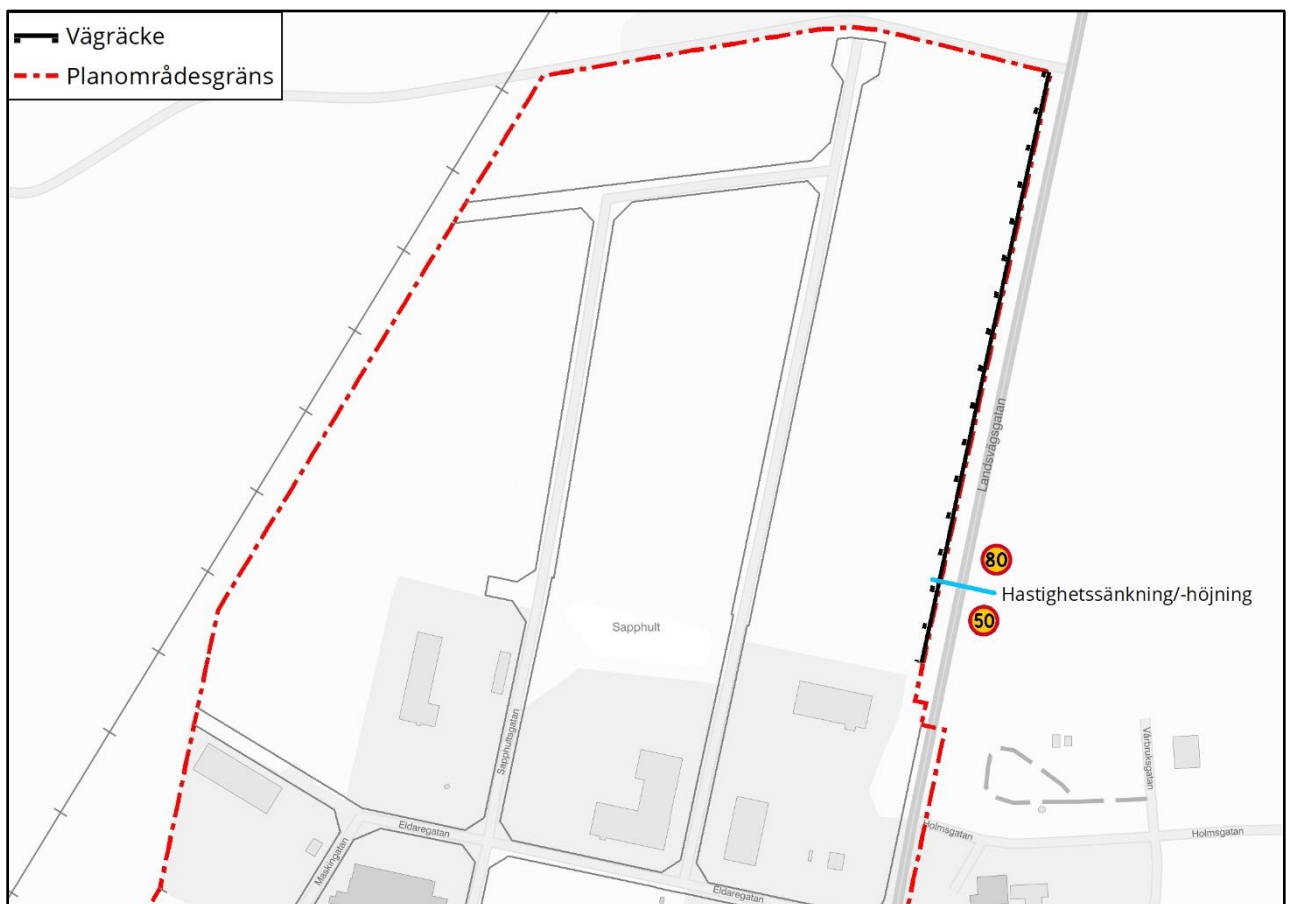 Vägräcke
Planområdesgräns
Landsvägsgatan
80
Hastighetssänkning/-höjning
50
Sapphult
Sapphultsgatan
Vårbruksgatan
Eldaregatan
Holmsgatan
Holmsgatan
Maskingatan
Eldaregatan